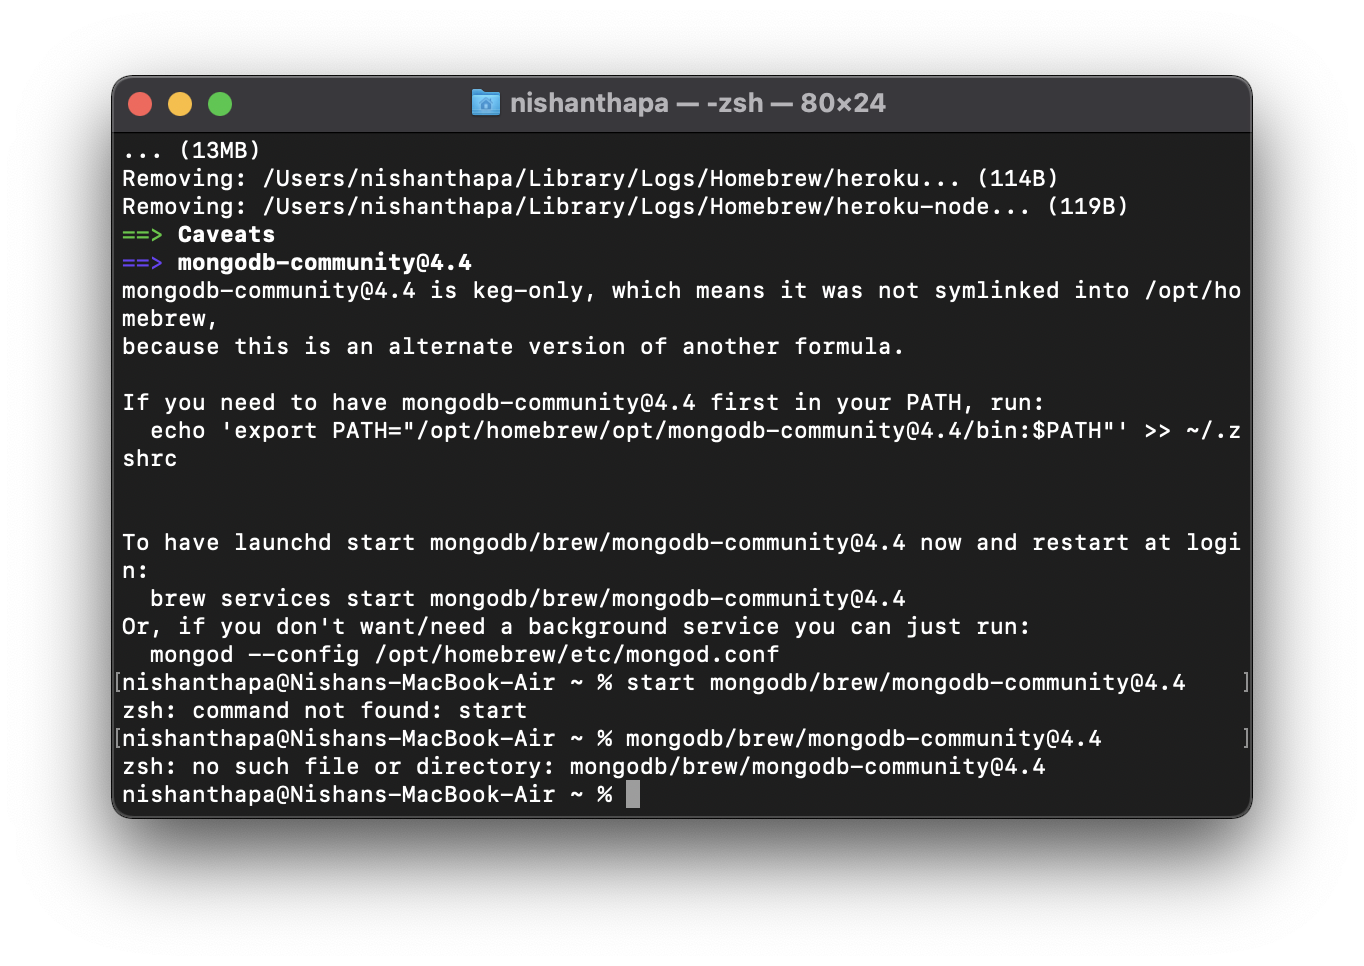 nishanthapa — -zsh — 80×24
... (13MB)
Removing: /Users/nishanthapa/Library/Logs/Homebrew/heroku... (114B)
Removing: /Users/nishanthapa/Library/Logs/Homebrew/heroku-node... (119B)
==> Caveats
==> mongodb-community@4.4
mongodb-community@4.4 is keg-only, which means it was not symlinked into /opt/ho
mebrew,
because this is an alternate version of another formula.
If you need to have mongodb-community@4.4 first in your PATH, run:
  echo 'export PATH="/opt/homebrew/opt/mongodb-community@4.4/bin:$PATH"' >> ~/.z
shrc
To have launchd start mongodb/brew/mongodb-community@4.4 now and restart at logi
n:
  brew services start mongodb/brew/mongodb-community@4.4
Or, if you don't want/need a background service you can just run:
  mongod --config /opt/homebrew/etc/mongod.conf
[nishanthapa@Nishans-MacBook-Air ~ % start mongodb/brew/mongodb-community@4.4    ]
zsh: command not found: start
[nishanthapa@Nishans-MacBook-Air ~ % mongodb/brew/mongodb-community@4.4          ]
zsh: no such file or directory: mongodb/brew/mongodb-community@4.4
nishanthapa@Nishans-MacBook-Air ~ %